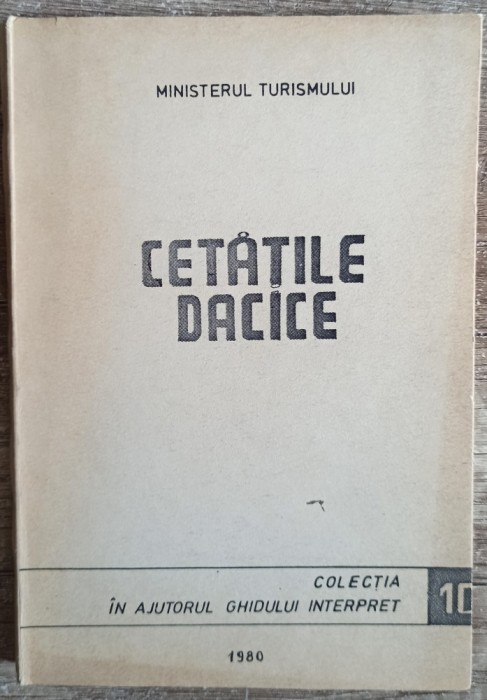 MINISTERUL TURISMULUI
CETĂȚILE
DACICE
COLECȚIA
ÎN AJUTORUL GHIDULUI INTERPRET
10
1980